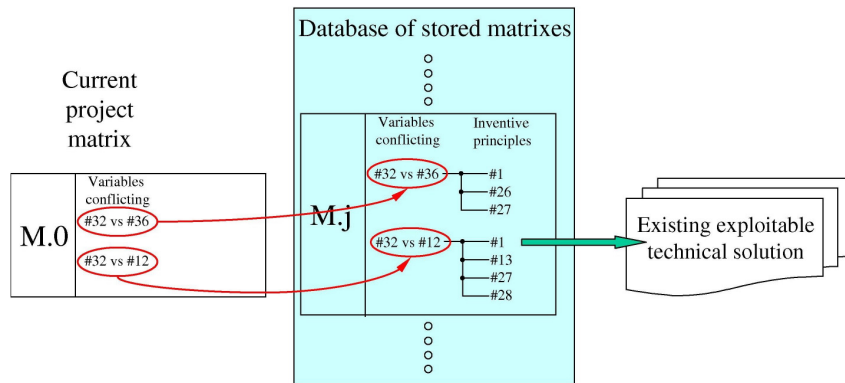 Database of stored matrixes
Current
project
matrix
Variables
conflicting
M.0
#32 vs #36
#32 vs #12
Variables
conflicting
Inventive
principles
M.j
#32 vs #36
#1
#26
#27
#32 vs #12
#1
#13
#27
#28
Existing exploitable
technical solution